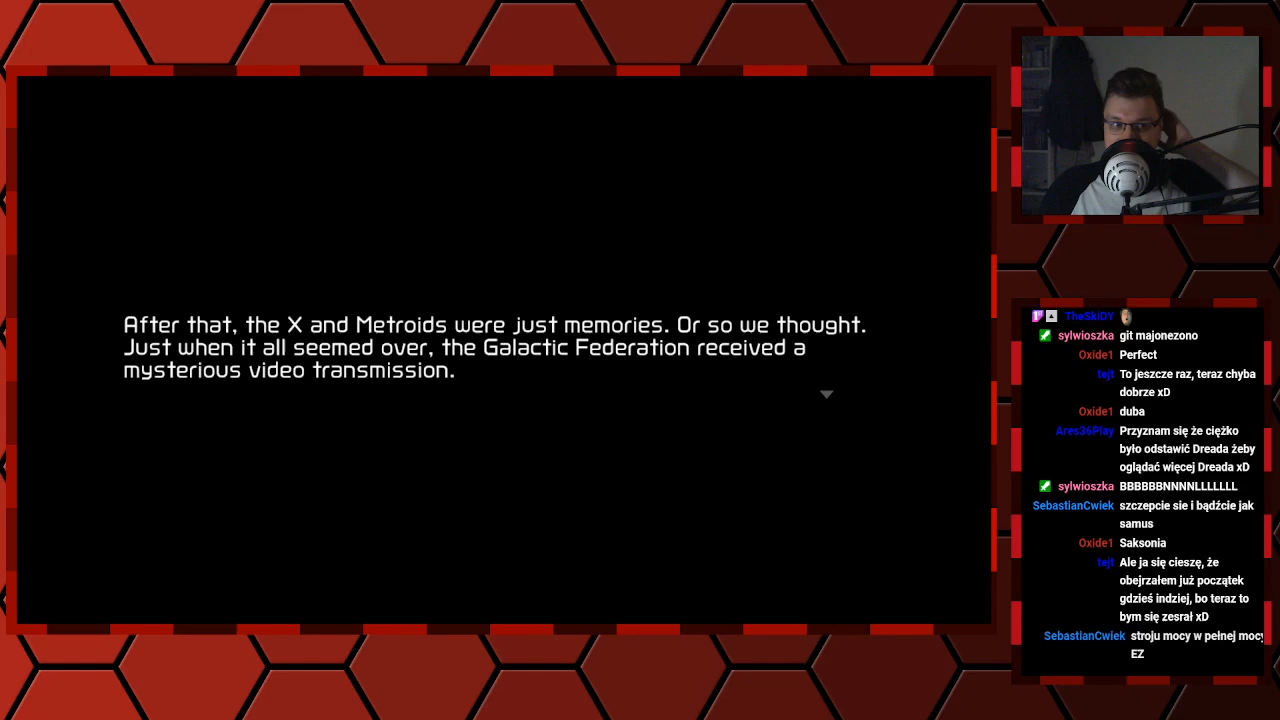 After that, the X and Metroids were just memories. Or so we thought.
Just when it all seemed over, the Galactic Federation received a
mysterious video transmission.
TheSkiDY
sylwioszka git majonezono
Oxide1 Perfect
tejt To jeszcze raz, teraz chyba
dobrze xD
Oxide1 duba
Ares36Play Przyznam się że ciężko
było odstawić Dreada żeby
oglądać więcej Dreada xD
sylwioszka BBBBBBNNNNLLLLLLL
SebastianCwiek szczepcie sie i bądźcie jak
samus
Oxide1 Saksonia
tejt Ale ja się cieszę, że
obejrzałem już początek
gdzieś indziej, bo teraz to
bym się zesrał xD
SebastianCwiek stroju mocy w pełnej mocy
EZ